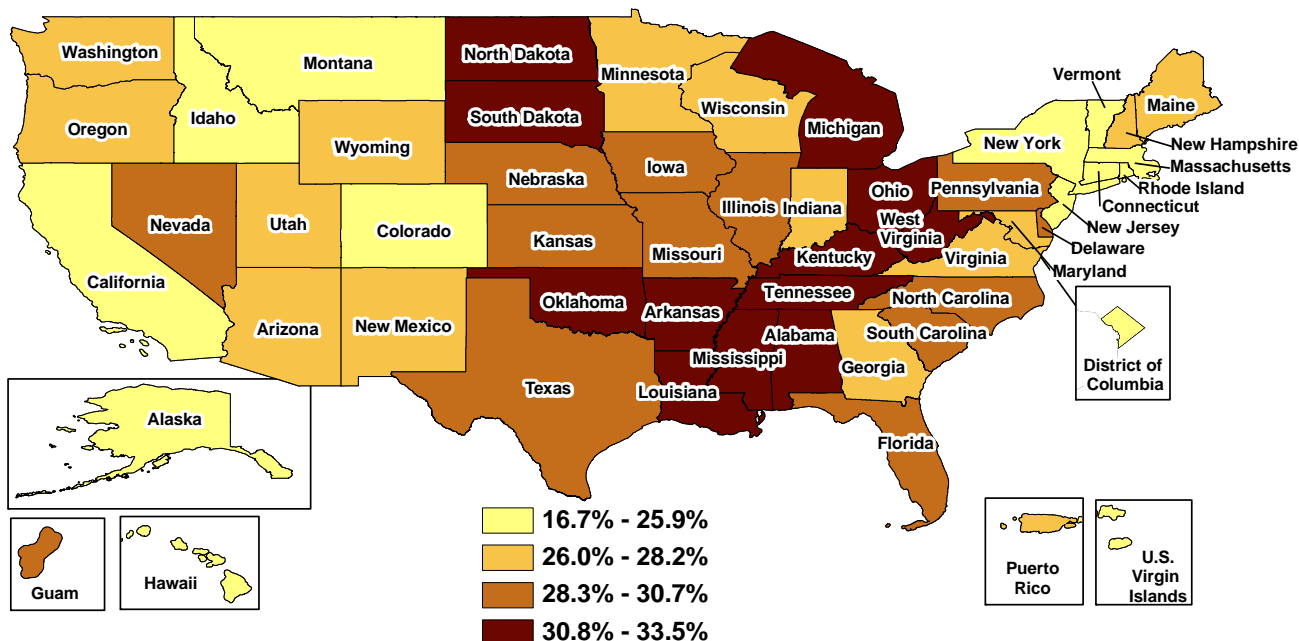 Washington
Montana
North Dakota
Minnesota
Vermont
Maine
Oregon
Idaho
South Dakota
Wisconsin
Michigan
New York
New Hampshire
Massachusetts
Rhode Island
Connecticut
New Jersey
Delaware
Maryland
Wyoming
Nebraska
Iowa
Illinois
Indiana
Ohio
Pennsylvania
West
Virginia
Virginia
Nevada
Utah
Colorado
Kansas
Missouri
Kentucky
California
Arizona
New Mexico
Oklahoma
Arkansas
Tennessee
North Carolina
South Carolina
Mississippi
Alabama
Georgia
Texas
Louisiana
Florida
District of
Columbia
Alaska
Guam
Hawaii
16.7% - 25.9%
26.0% - 28.2%
28.3% - 30.7%
30.8% - 33.5%
Puerto
Rico
U.S.
Virgin
Islands